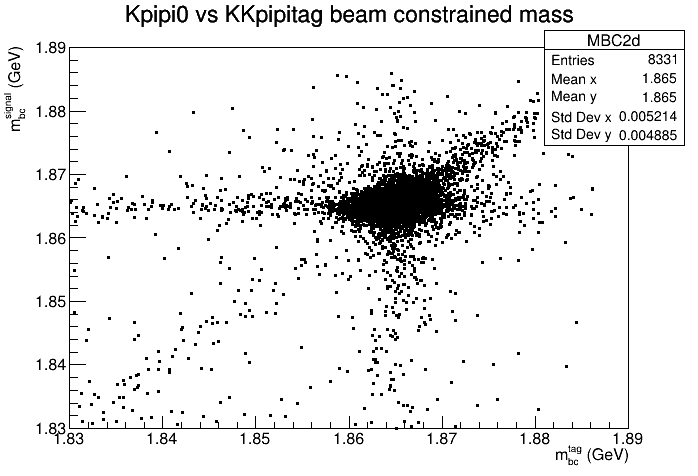 Kpipi0 vs KKpipitag beam constrained mass
MBC2d
Entries 8331
Mean x 1.865
Mean y 1.865
Std Dev x 0.005214
Std Dev y 0.004885
m_bc^signal (GeV)
1.89
1.88
1.87
1.86
1.85
1.84
1.83
1.83 1.84 1.85 1.86 1.87 1.88 1.89
m_bc^tag (GeV)